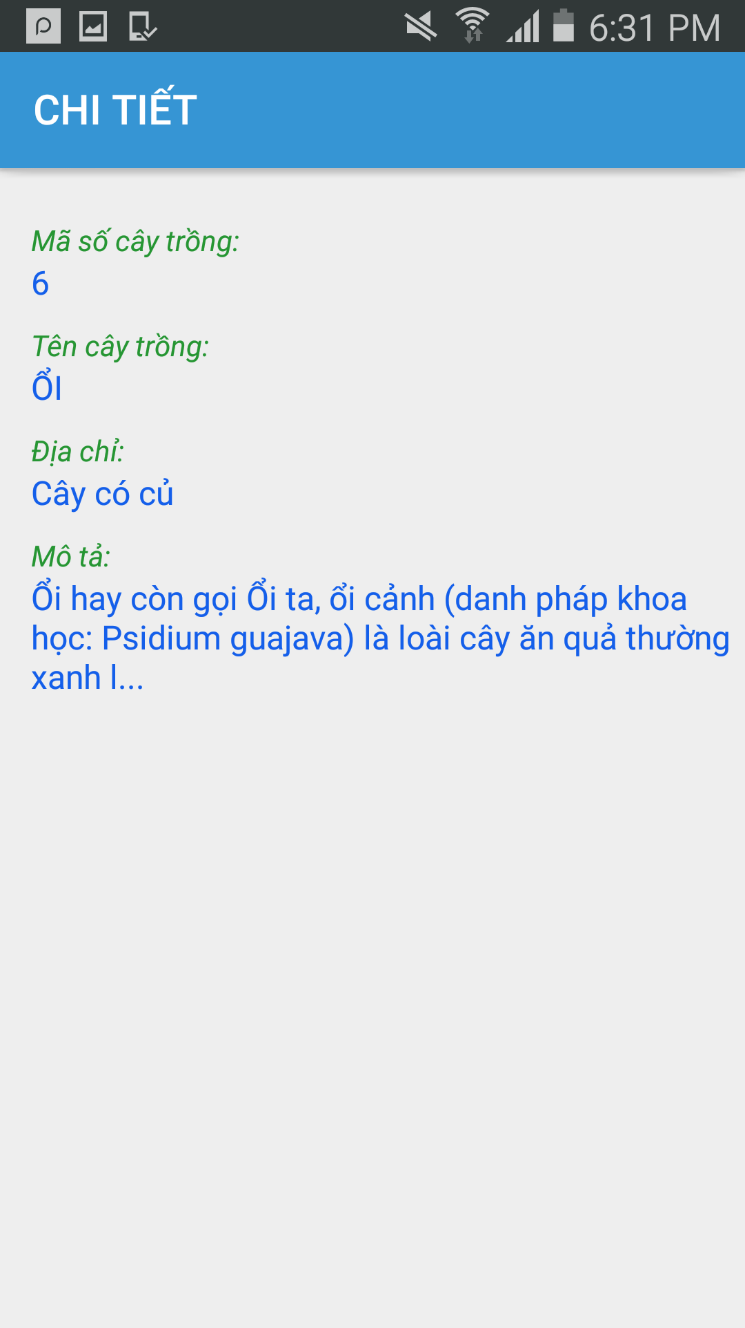 6:31 PM
CHI TIẾT
Mã số cây trồng:
6
Tên cây trồng:
ỔI
Địa chỉ:
Cây có củ
Mô tả:
Ổi hay còn gọi Ổi ta, ổi cảnh (danh pháp khoa
học: Psidium guajava) là loài cây ăn quả thường
xanh l...